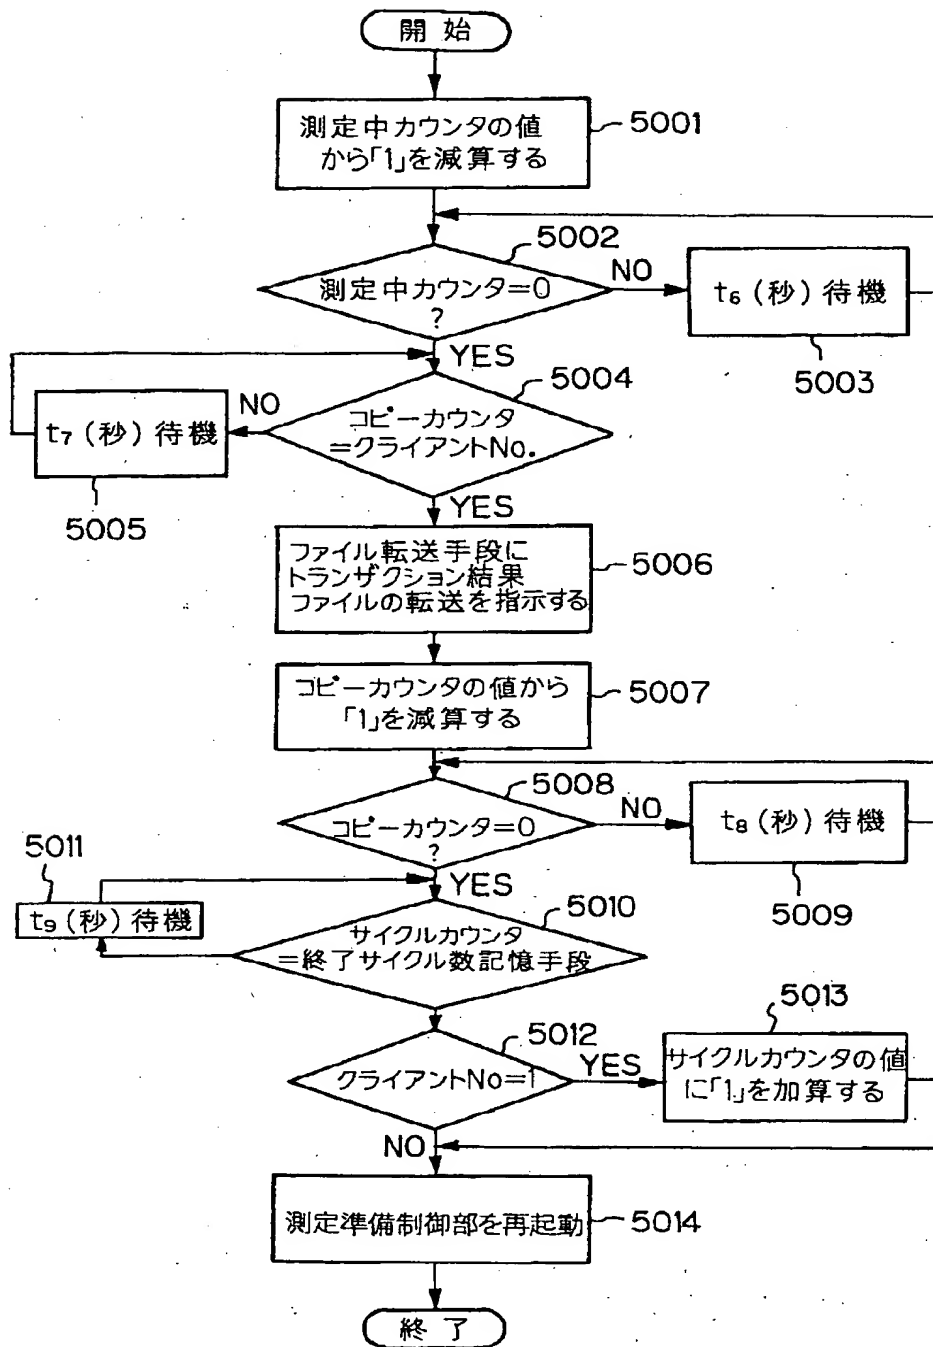 開始
測定中カウンタの値
から「1」を減算する
5001
5002
測定中カウンタ=0
?
NO
t6(秒)待機
5003
YES
5004
コピーカウンタ
=クライアントNo.
NO
t7(秒)待機
5005
YES
ファイル転送手段に
トランザクション結果
ファイルの転送を指示する
5006
コピーカウンタの値から
「1」を減算する
5007
5008
コピーカウンタ=0
?
NO
t8(秒)待機
5009
YES
5011
t9(秒)待機
5010
サイクルカウンタ
=終了サイクル数記憶手段
5012
クライアントNo=1
YES
5013
サイクルカウンタの値
に「1」を加算する
NO
測定準備制御部を再起動
5014
終了